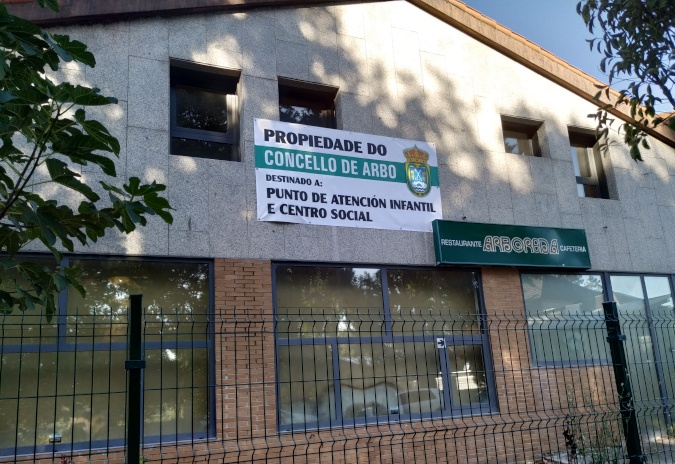 PROPIEDADE DO
CONCELLO DE ARBO
DESTINADO A:
PUNTO DE ATENCIÓN INFANTIL
E CENTRO SOCIAL
RESTAURANTE ARBOREDA CAFETERIA